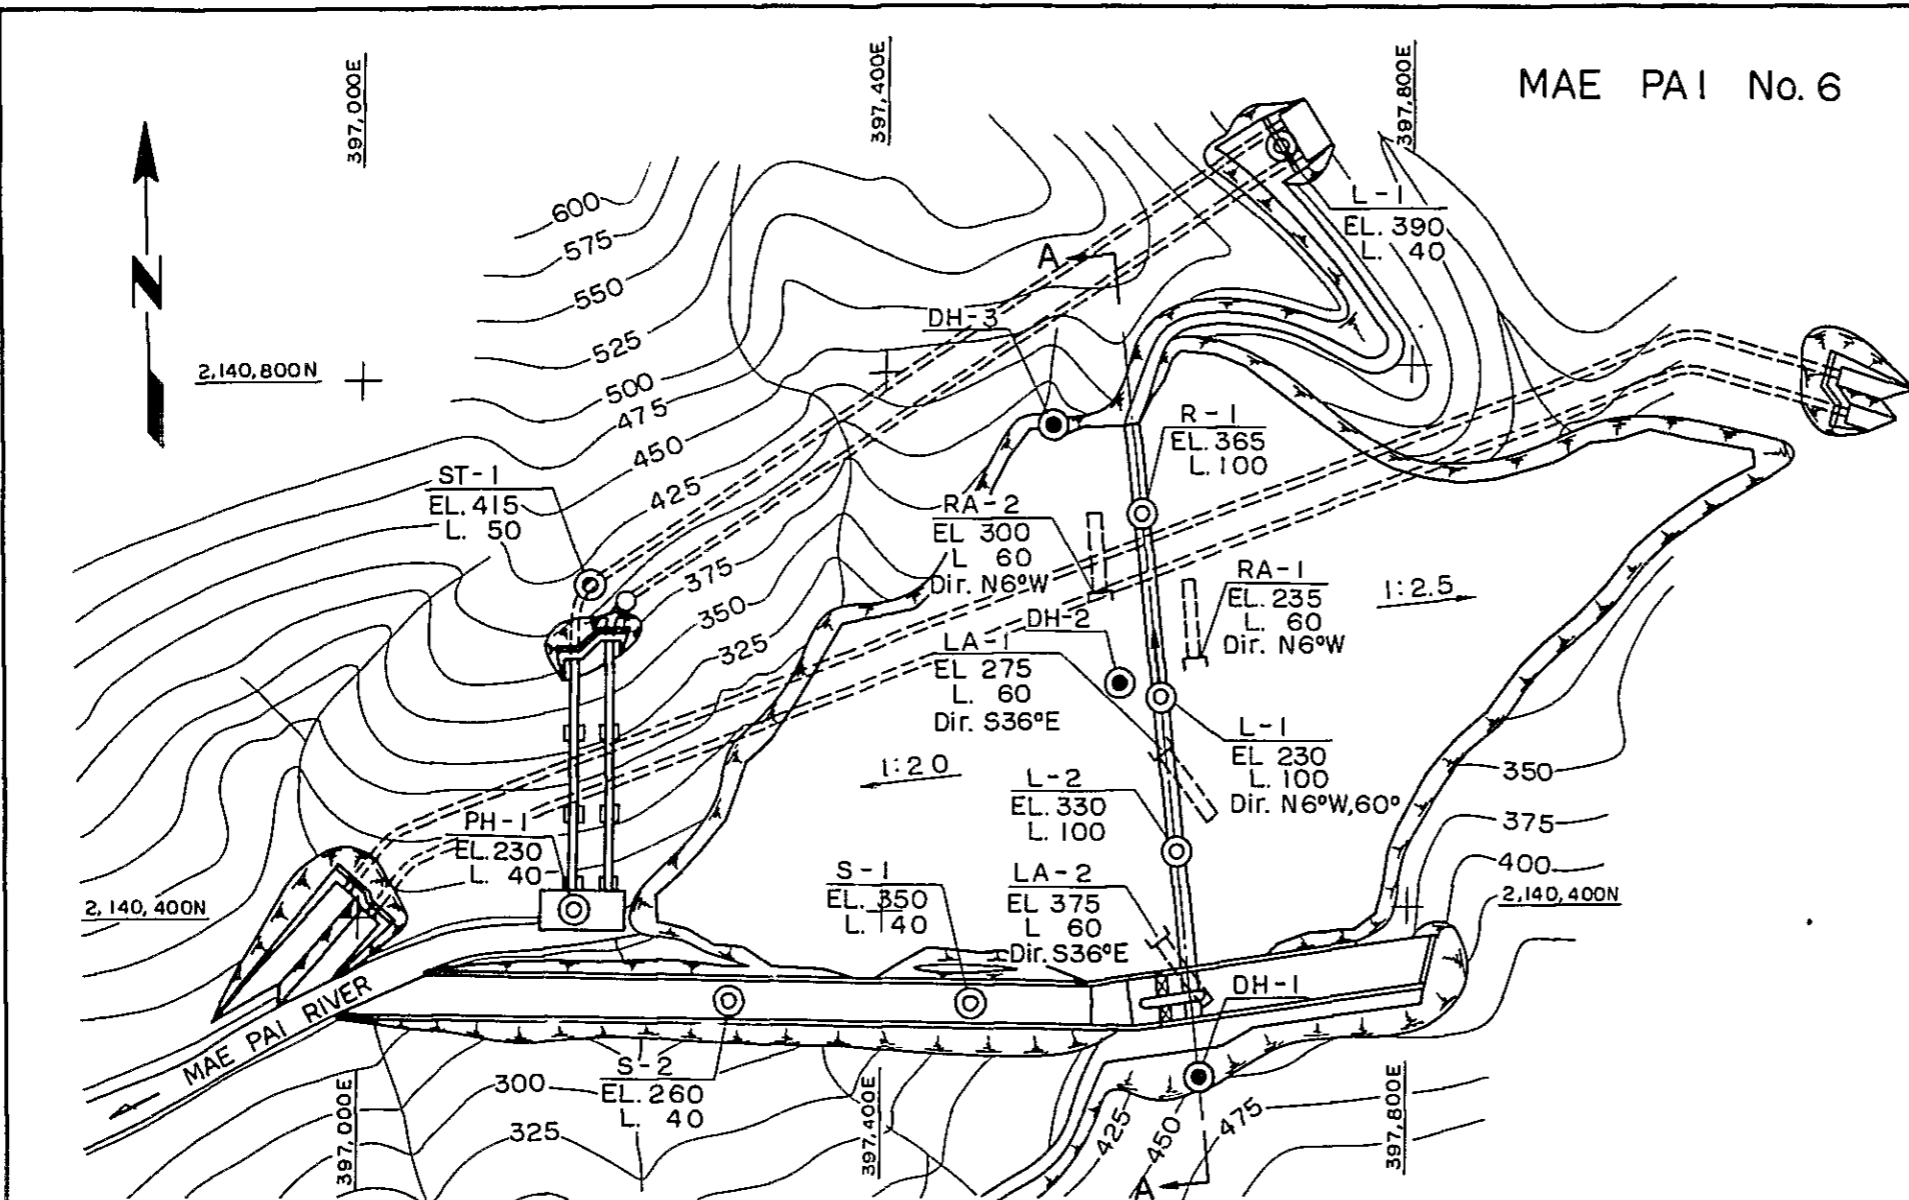 MAE PAI No. 6
397,000E
397,400E
397,800E
N
2,140,800N
600
575
550
525
500
475
450
425
375
350
325
A
L-1
EL. 390
L. 40
DH-3
R-1
EL. 365
L. 100
ST-1
EL. 415
L. 50
RA-2
EL 300
L 60
Dir. N6°W
RA-1
EL. 235
L. 60
Dir. N6°W
1:2.5
DH-2
LA-1
EL 275
L. 60
Dir. S36°E
L-1
EL 230
L. 100
Dir. N6°W,60°
1:2.0
L-2
EL. 330
L. 100
350
375
400
PH-1
EL. 230
L. 40
S-1
EL. 350
L. 40
LA-2
EL 375
L 60
Dir. S36°E
2,140,400N
2,140,400N
DH-1
MAE PAI RIVER
S-2
EL. 260
L. 40
300
325
397,000E
397,400E
397,800E
425
450
475
A